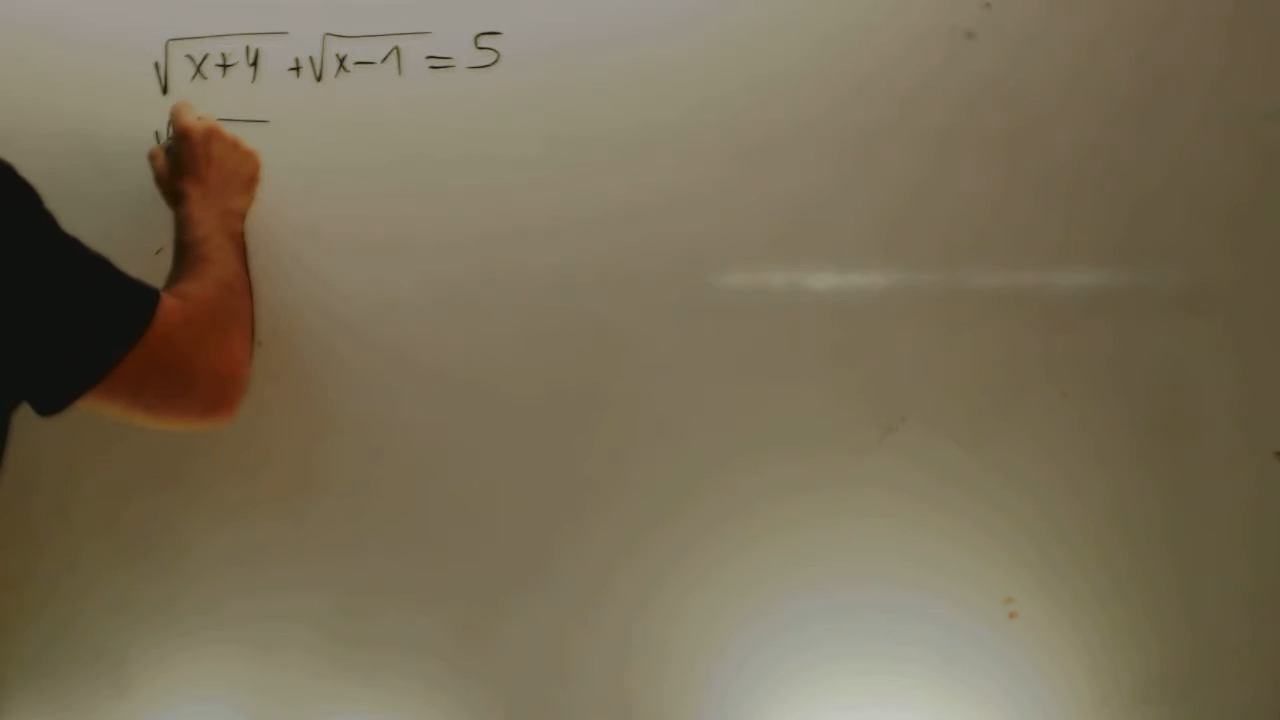 √x+4 + √x-1 = 5
√